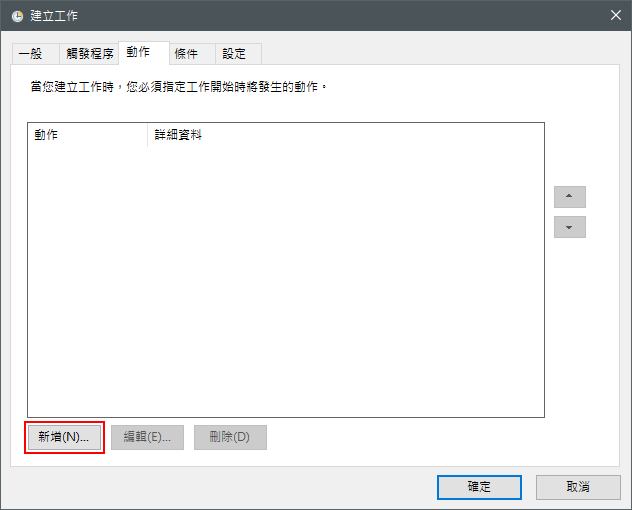 建立工作
一般 觸發程序 動作 條件 設定
當您建立工作時，您必須指定工作開始時將發生的動作。
動作 詳細資料
新增(N)... 編輯(E)... 刪除(D)
確定 取消